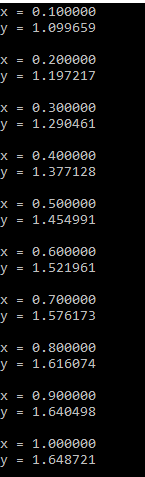 x = 0.100000
y = 1.099659
x = 0.200000
y = 1.197217
x = 0.300000
y = 1.290461
x = 0.400000
y = 1.377128
x = 0.500000
y = 1.454991
x = 0.600000
y = 1.521961
x = 0.700000
y = 1.576173
x = 0.800000
y = 1.616074
x = 0.900000
y = 1.640498
x = 1.000000
y = 1.648721